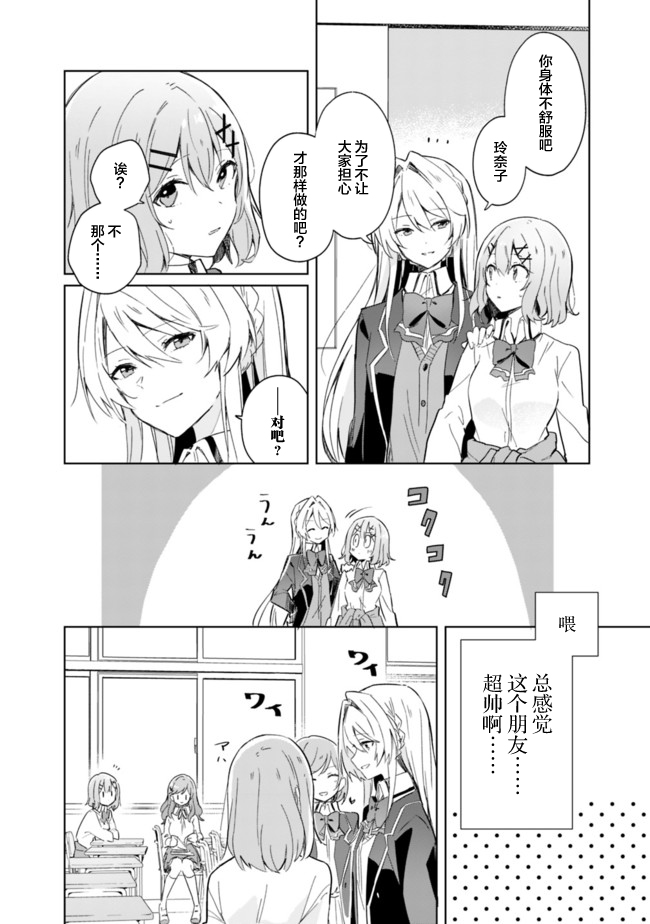 你身体不舒服吧
玲奈子
为了不让
大家担心
才那样做的吧？
诶？
不
那个……
——对吧？
コクコク
うんうん
喂
总感觉
这个朋友……
超帅啊……
ワイ
ワイ
アハ